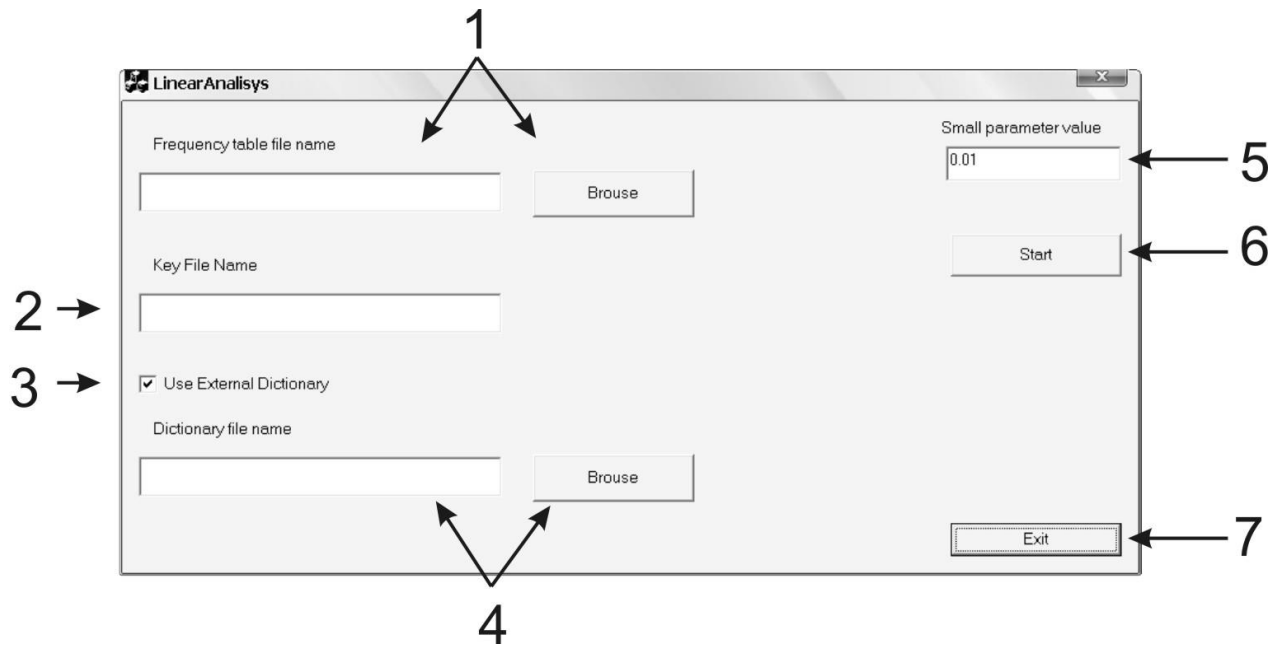 1
LinearAnalisys
Small parameter value
Frequency table file name
0.01
5
Brouse
Start
6
Key File Name
2
3
Use External Dictionary
Dictionary file name
Brouse
Exit
7
4